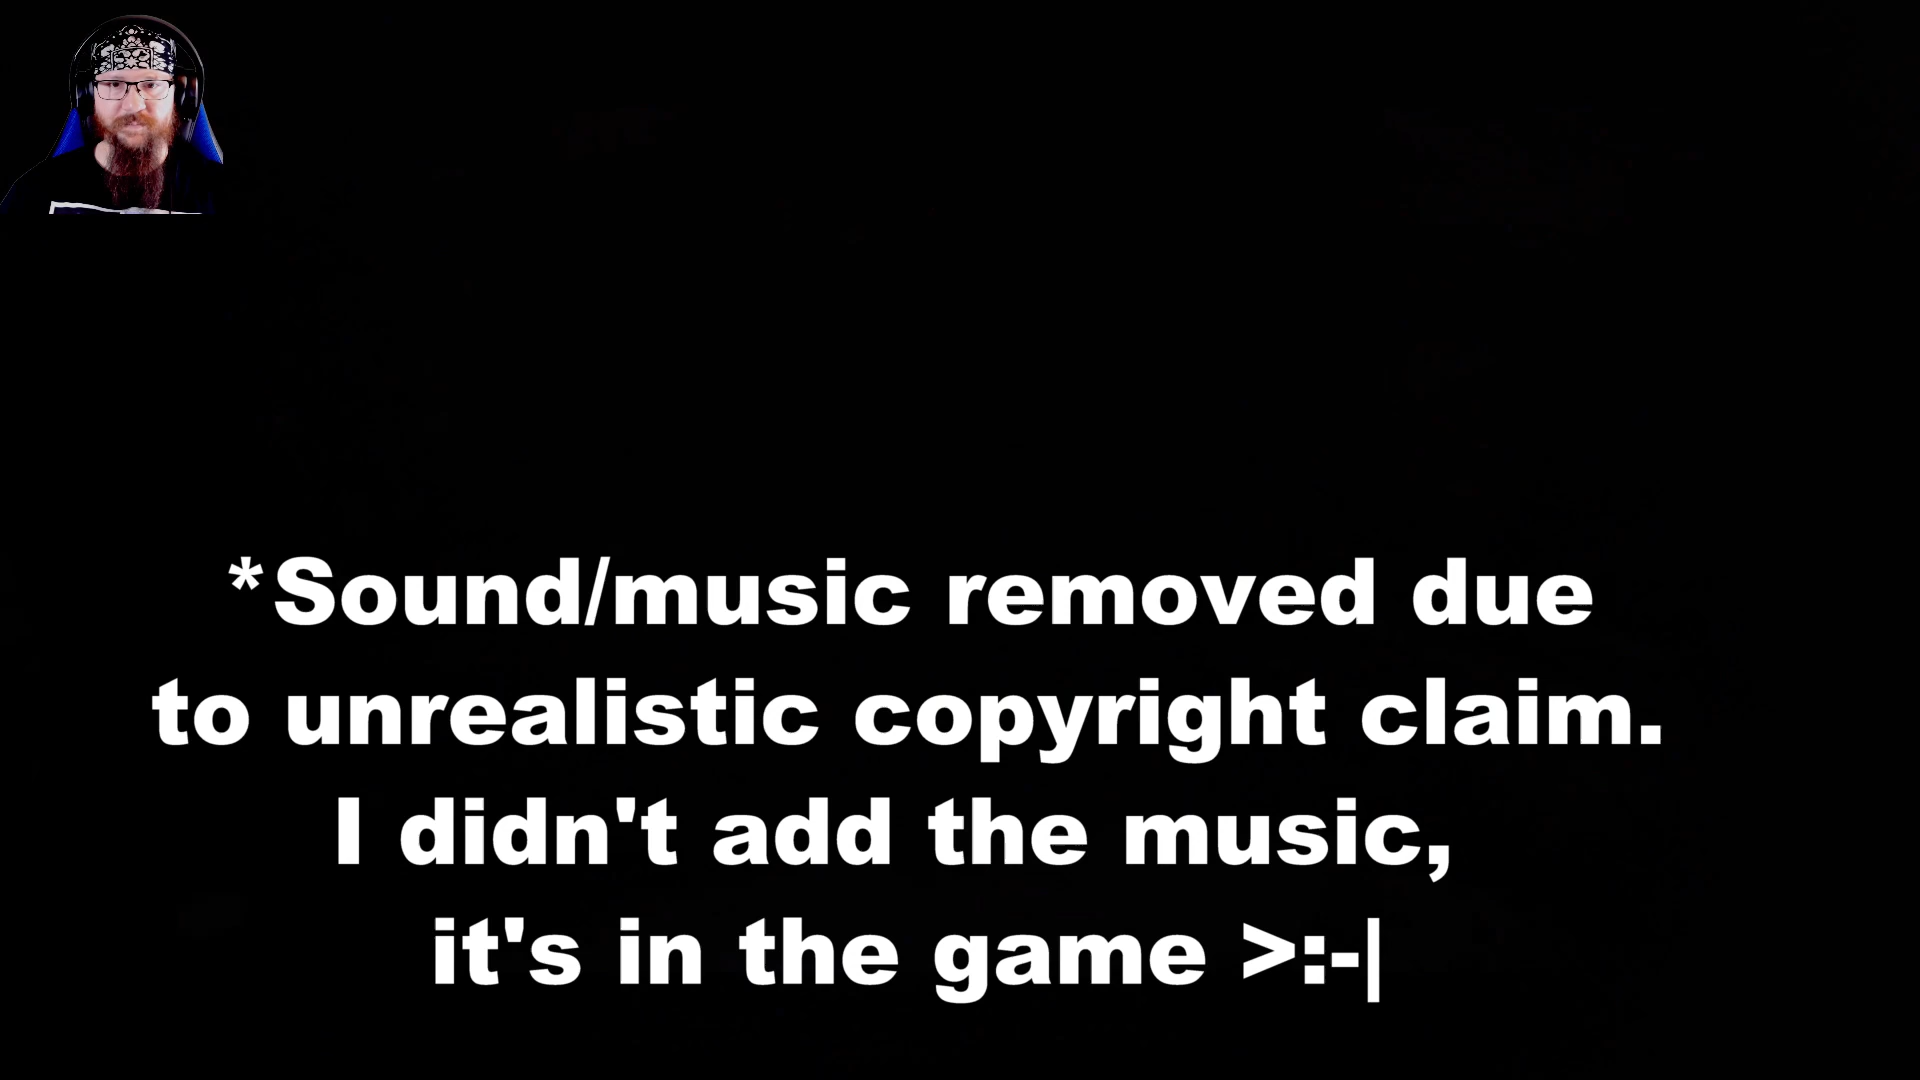 *Sound/music removed due
to unrealistic copyright claim.
I didn't add the music,
it's in the game >:-|